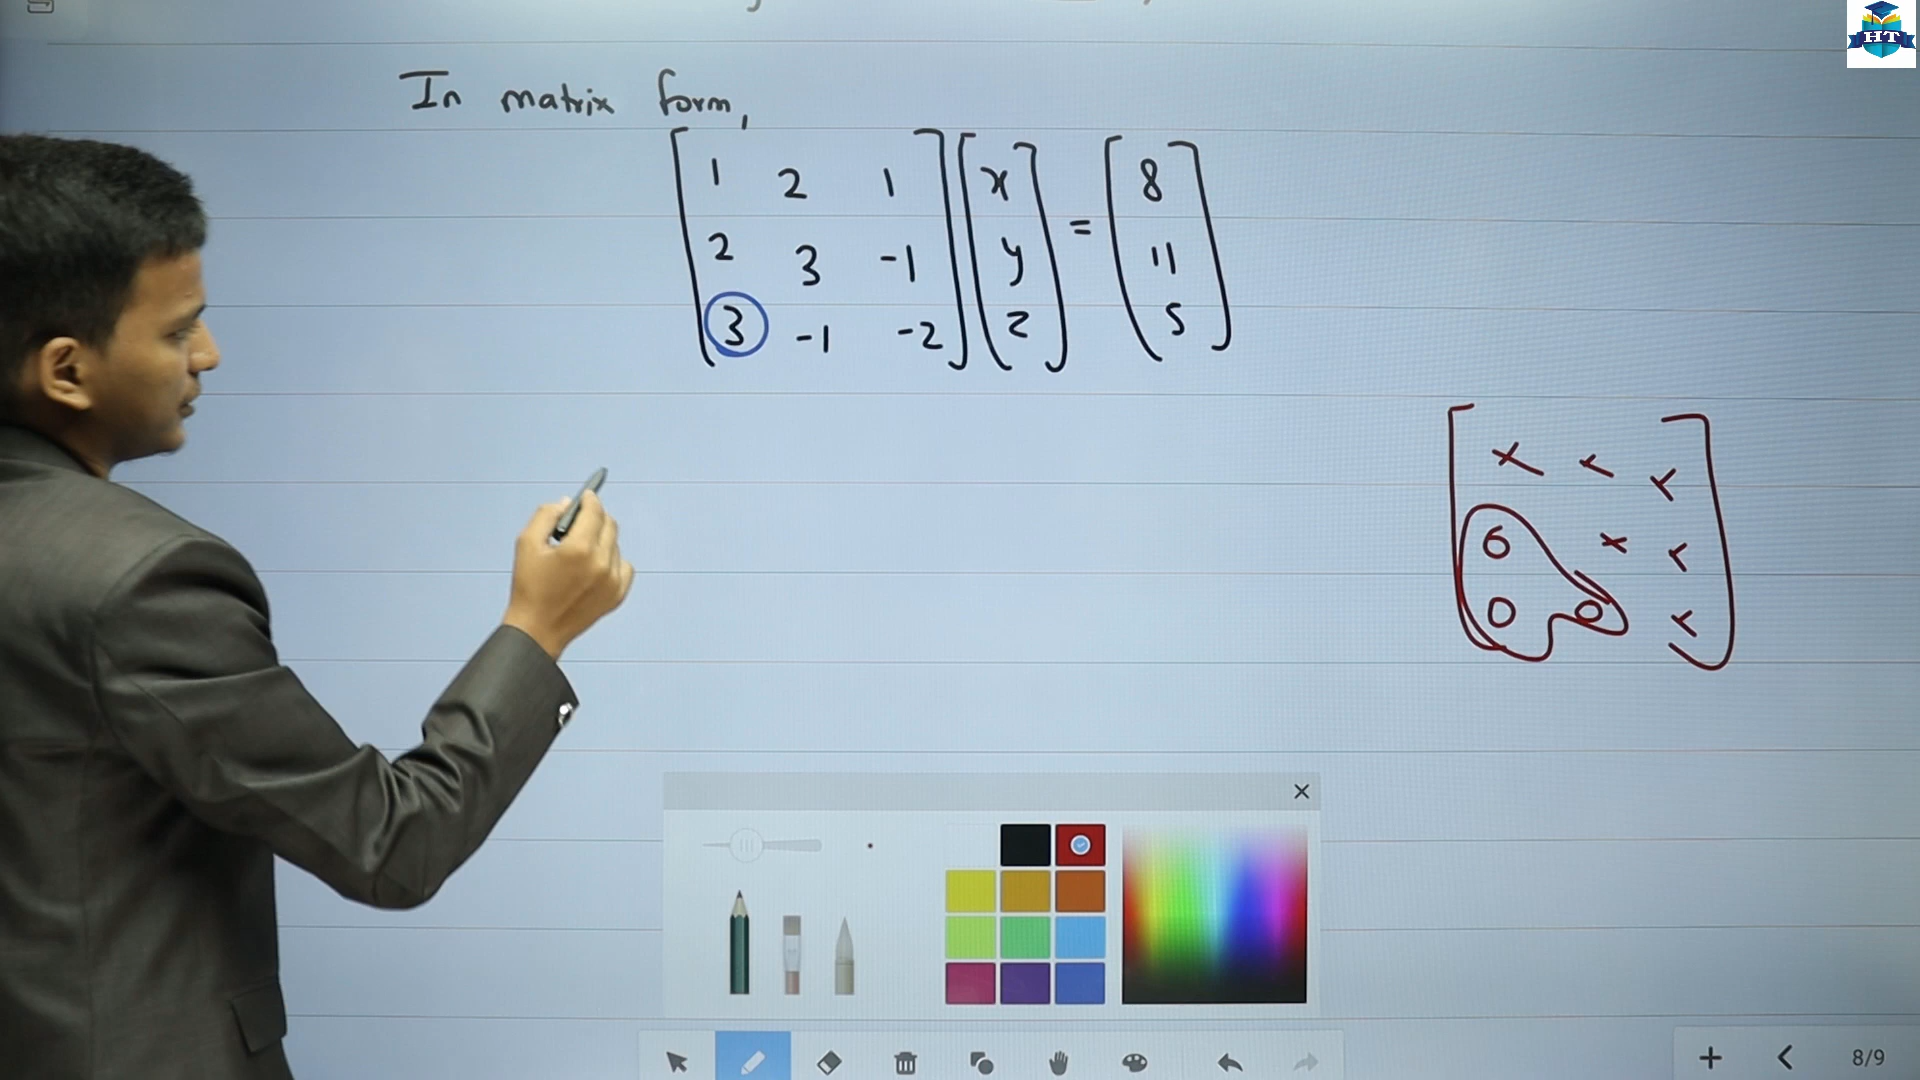 In matrix form,
1 2 1 x = 8
2 3 -1 y 11
3 -1 -2 z 5
x x x
0 x x
0 0 x
8/9
HT